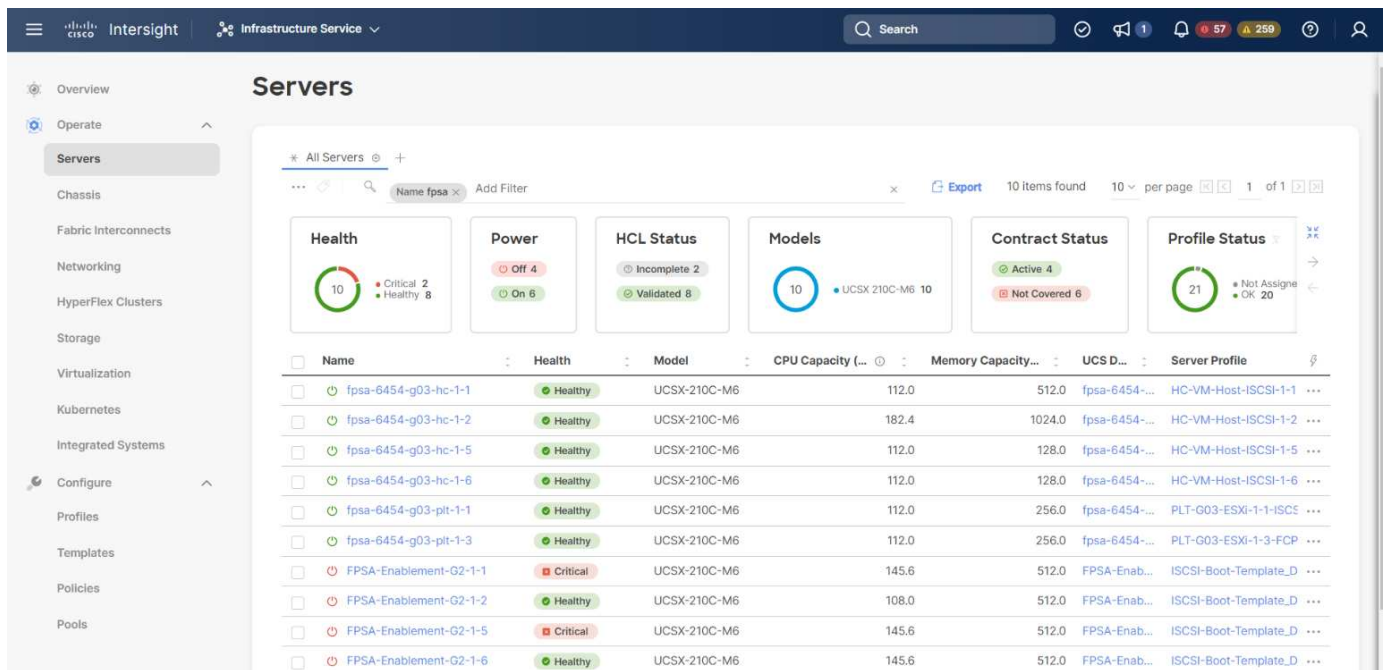 cisco Intersight Infrastructure Service Search 1 57 259
Servers
Overview
Operate
Servers
Chassis
Fabric Interconnects
Networking
HyperFlex Clusters
Storage
Virtualization
Kubernetes
Integrated Systems
Configure
Profiles
Templates
Policies
Pools
All Servers
Name fpsa × Add Filter × Export 10 items found 10 per page 1 of 1
Health
10
Critical 2
Healthy 8
Power
Off 4
On 6
HCL Status
Incomplete 2
Validated 8
Models
10
UCSX 210C-M6 10
Contract Status
Active 4
Not Covered 6
Profile Status
21
Not Assigne
OK 20
Name Health Model CPU Capacity (... Memory Capacity... UCS D... Server Profile
fpsa-6454-g03-hc-1-1 Healthy UCSX-210C-M6 112.0 512.0 fpsa-6454-... HC-VM-Host-ISCSI-1-1 ...
fpsa-6454-g03-hc-1-2 Healthy UCSX-210C-M6 182.4 1024.0 fpsa-6454-... HC-VM-Host-ISCSI-1-2 ...
fpsa-6454-g03-hc-1-5 Healthy UCSX-210C-M6 112.0 128.0 fpsa-6454-... HC-VM-Host-ISCSI-1-5 ...
fpsa-6454-g03-hc-1-6 Healthy UCSX-210C-M6 112.0 128.0 fpsa-6454-... HC-VM-Host-ISCSI-1-6 ...
fpsa-6454-g03-plt-1-1 Healthy UCSX-210C-M6 112.0 256.0 fpsa-6454-... PLT-G03-ESXi-1-1-ISCS ...
fpsa-6454-g03-plt-1-3 Healthy UCSX-210C-M6 112.0 256.0 fpsa-6454-... PLT-G03-ESXi-1-3-FCP ...
FPSA-Enablement-G2-1-1 Critical UCSX-210C-M6 145.6 512.0 FPSA-Enab... ISCSI-Boot-Template_D ...
FPSA-Enablement-G2-1-2 Healthy UCSX-210C-M6 108.0 512.0 FPSA-Enab... ISCSI-Boot-Template_D ...
FPSA-Enablement-G2-1-5 Critical UCSX-210C-M6 145.6 512.0 FPSA-Enab... ISCSI-Boot-Template_D ...
FPSA-Enablement-G2-1-6 Healthy UCSX-210C-M6 145.6 512.0 FPSA-Enab... ISCSI-Boot-Template_D ...